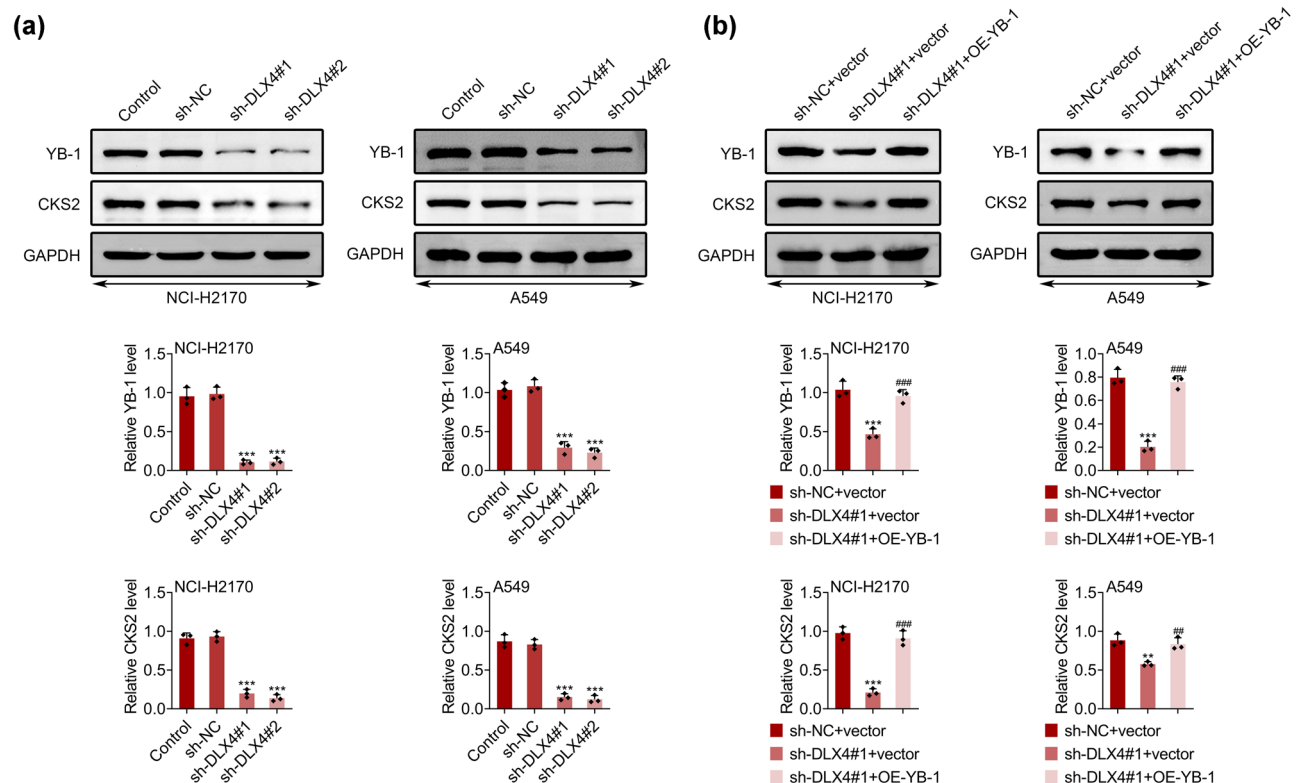 (a)
Control
sh-NC
sh-DLX4#1
sh-DLX4#2
YB-1
CKS2
GAPDH
NCI-H2170
Control
sh-NC
sh-DLX4#1
sh-DLX4#2
YB-1
CKS2
GAPDH
A549
NCI-H2170
Relative YB-1 level
1.5
1.0
0.5
0.0
***
***
Control
sh-NC
sh-DLX4#1
sh-DLX4#2
A549
Relative YB-1 level
1.5
1.0
0.5
0.0
***
***
Control
sh-NC
sh-DLX4#1
sh-DLX4#2
NCI-H2170
Relative CKS2 level
1.5
1.0
0.5
0.0
***
***
Control
sh-NC
sh-DLX4#1
sh-DLX4#2
A549
Relative CKS2 level
1.5
1.0
0.5
0.0
***
***
Control
sh-NC
sh-DLX4#1
sh-DLX4#2
(b)
sh-NC+vector
sh-DLX4#1+vector
sh-DLX4#1+OE-YB-1
YB-1
CKS2
GAPDH
NCI-H2170
sh-NC+vector
sh-DLX4#1+vector
sh-DLX4#1+OE-YB-1
YB-1
CKS2
GAPDH
A549
NCI-H2170
Relative YB-1 level
1.5
1.0
0.5
0.0
***
###
sh-NC+vector
sh-DLX4#1+vector
sh-DLX4#1+OE-YB-1
A549
Relative YB-1 level
1.0
0.8
0.6
0.4
0.2
0.0
***
###
sh-NC+vector
sh-DLX4#1+vector
sh-DLX4#1+OE-YB-1
NCI-H2170
Relative CKS2 level
1.5
1.0
0.5
0.0
***
###
sh-NC+vector
sh-DLX4#1+vector
sh-DLX4#1+OE-YB-1
A549
Relative CKS2 level
1.5
1.0
0.5
0.0
**
##
sh-NC+vector
sh-DLX4#1+vector
sh-DLX4#1+OE-YB-1